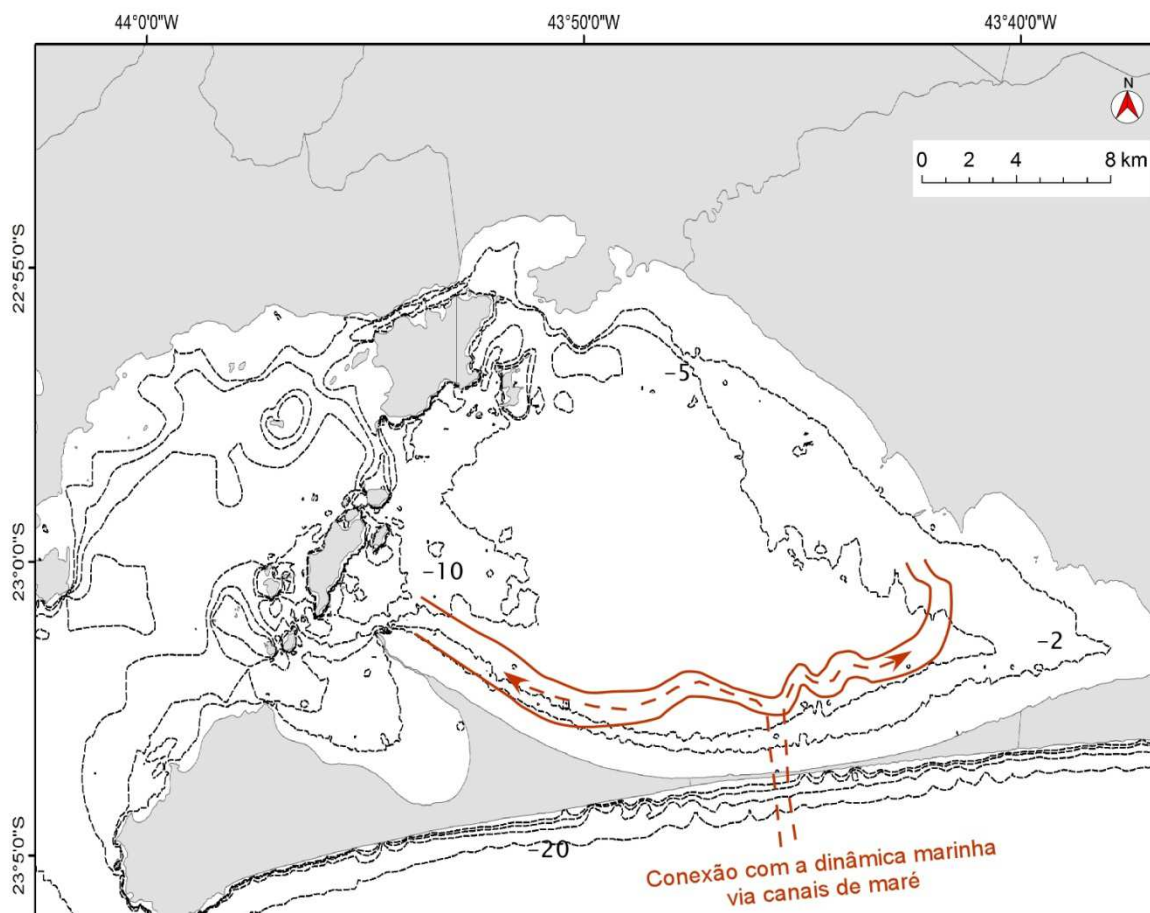 44°0'0"W 43°50"0"W 43°40"0"W
N
0 2 4 8 km
22°55'0"S
-5
23°0'0"S
-10
-2
-20
23°5'0"S
Conexão com a dinâmica marinha
via canais de maré